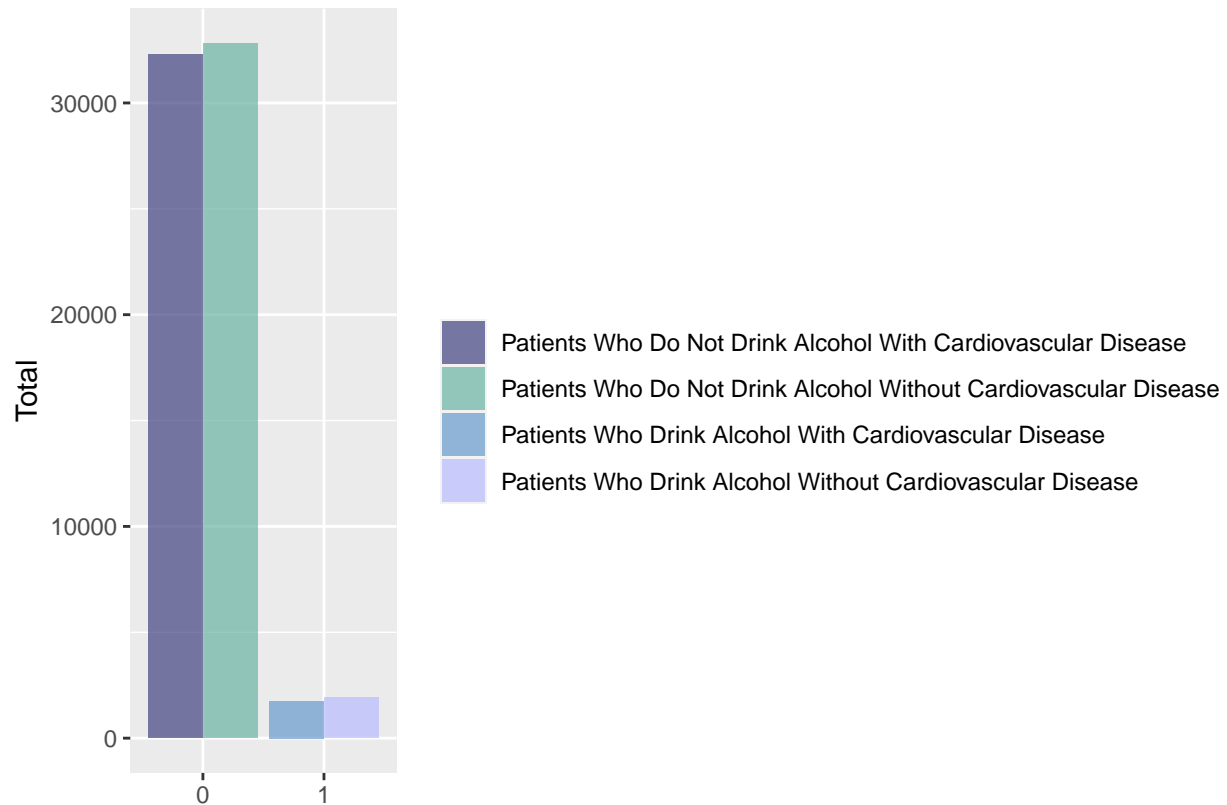 30000
20000
10000
0
Total
0 1
Patients Who Do Not Drink Alcohol With Cardiovascular Disease
Patients Who Do Not Drink Alcohol Without Cardiovascular Disease
Patients Who Drink Alcohol With Cardiovascular Disease
Patients Who Drink Alcohol Without Cardiovascular Disease